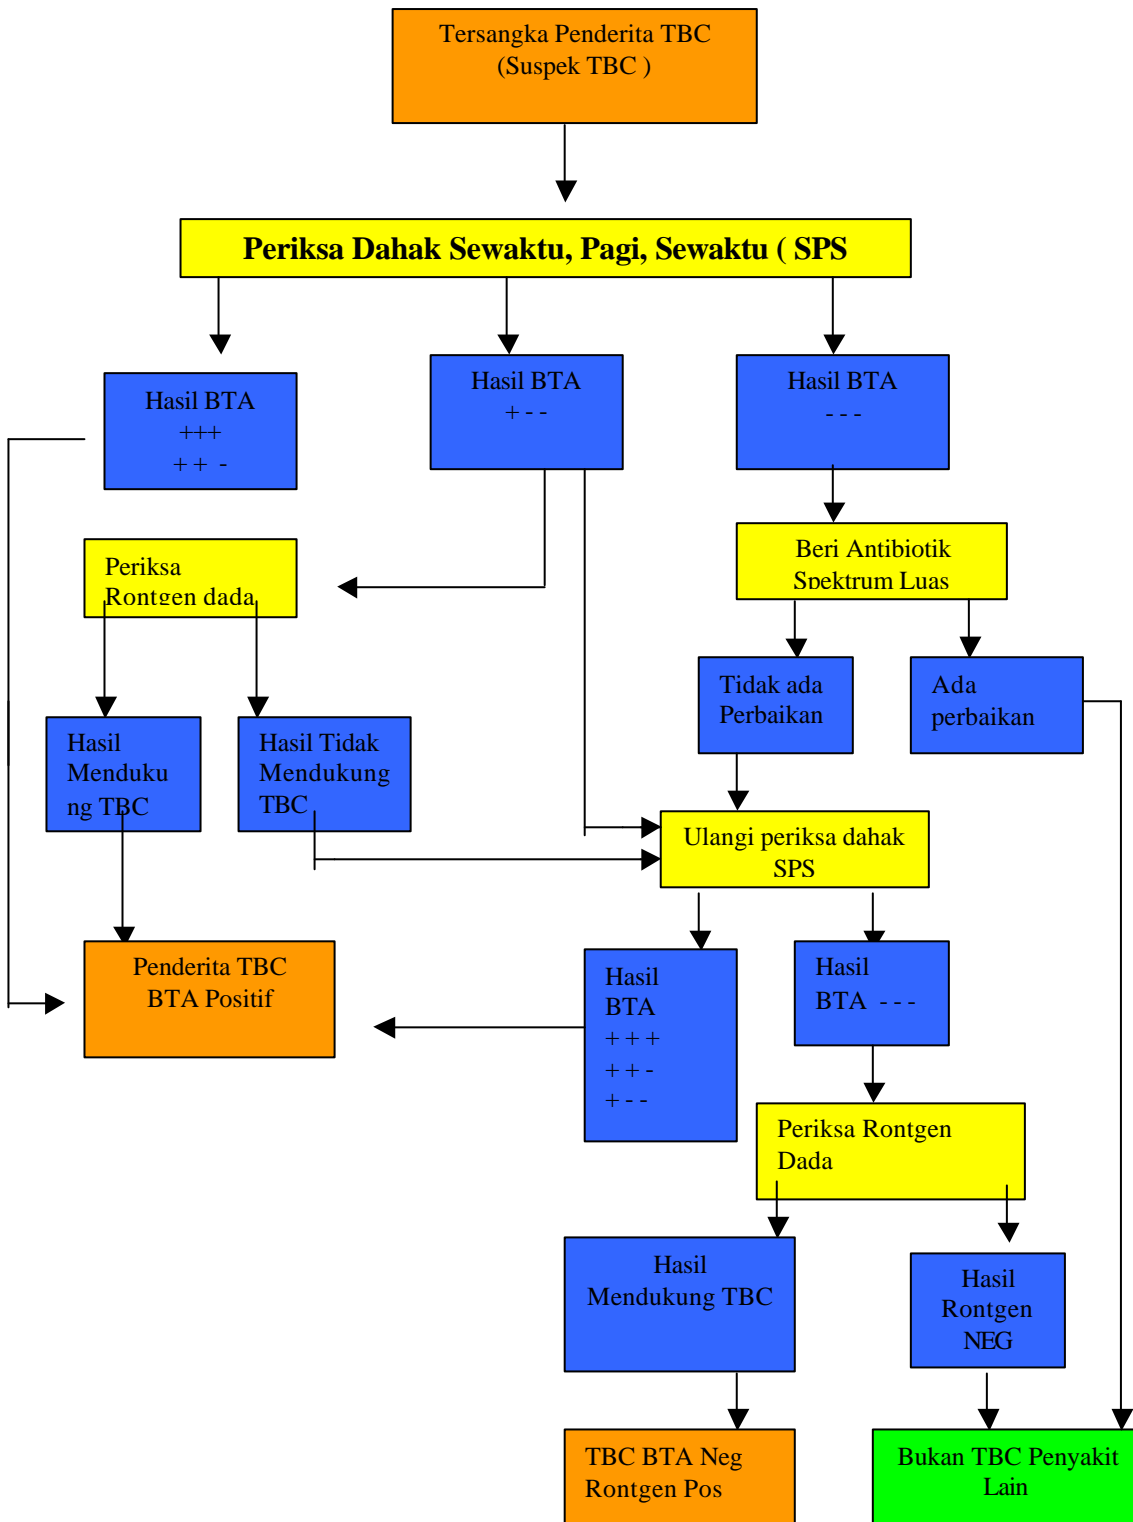 Tersangka Penderita TBC
(Suspek TBC )
Periksa Dahak Sewaktu, Pagi, Sewaktu ( SPS
Hasil BTA
+++
+ + -
Hasil BTA
+ - -
Hasil BTA
- - -
Periksa
Rontgen dada
Beri Antibiotik
Spektrum Luas
Tidak ada
Perbaikan
Ada
perbaikan
Hasil
Menduku
ng TBC
Hasil Tidak
Mendukung
TBC
Ulangi periksa dahak
SPS
Penderita TBC
BTA Positif
Hasil
BTA
+ + +
+ + -
+ - -
Hasil
BTA - - -
Periksa Rontgen
Dada
Hasil
Mendukung TBC
Hasil
Rontgen
NEG
TBC BTA Neg
Rontgen Pos
Bukan TBC Penyakit
Lain